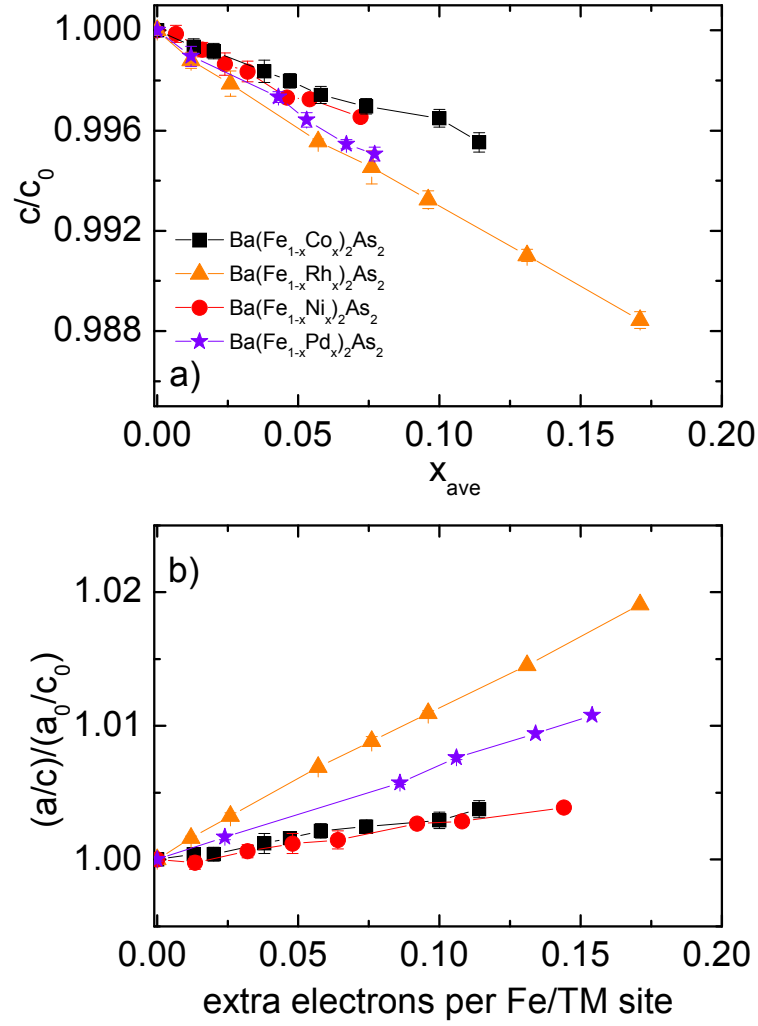 1.000
0.996
0.992
0.988
c/c₀
Ba(Fe₁₋ₓCoₓ)₂As₂
Ba(Fe₁₋ₓRhₓ)₂As₂
Ba(Fe₁₋ₓNiₓ)₂As₂
Ba(Fe₁₋ₓPdₓ)₂As₂
a)
0.00 0.05 0.10 0.15 0.20
x_ave
b)
1.02
1.01
1.00
(a/c)/(a₀/c₀)
0.00 0.05 0.10 0.15 0.20
extra electrons per Fe/TM site